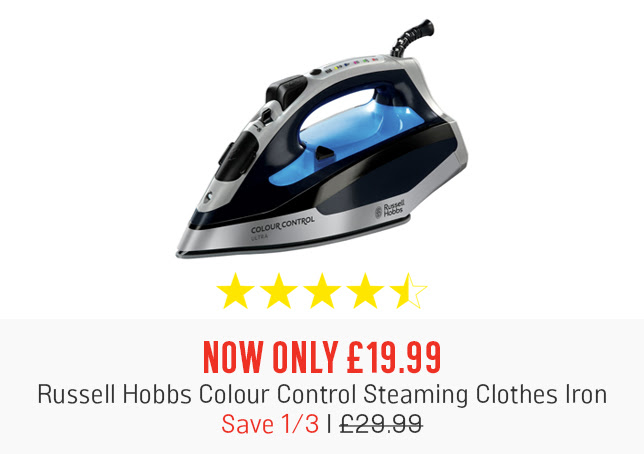 COLOUR CONTROL
ULTRA
Russell
Hobbs
NOW ONLY £19.99
Russell Hobbs Colour Control Steaming Clothes Iron
Save 1/3 | £29.99